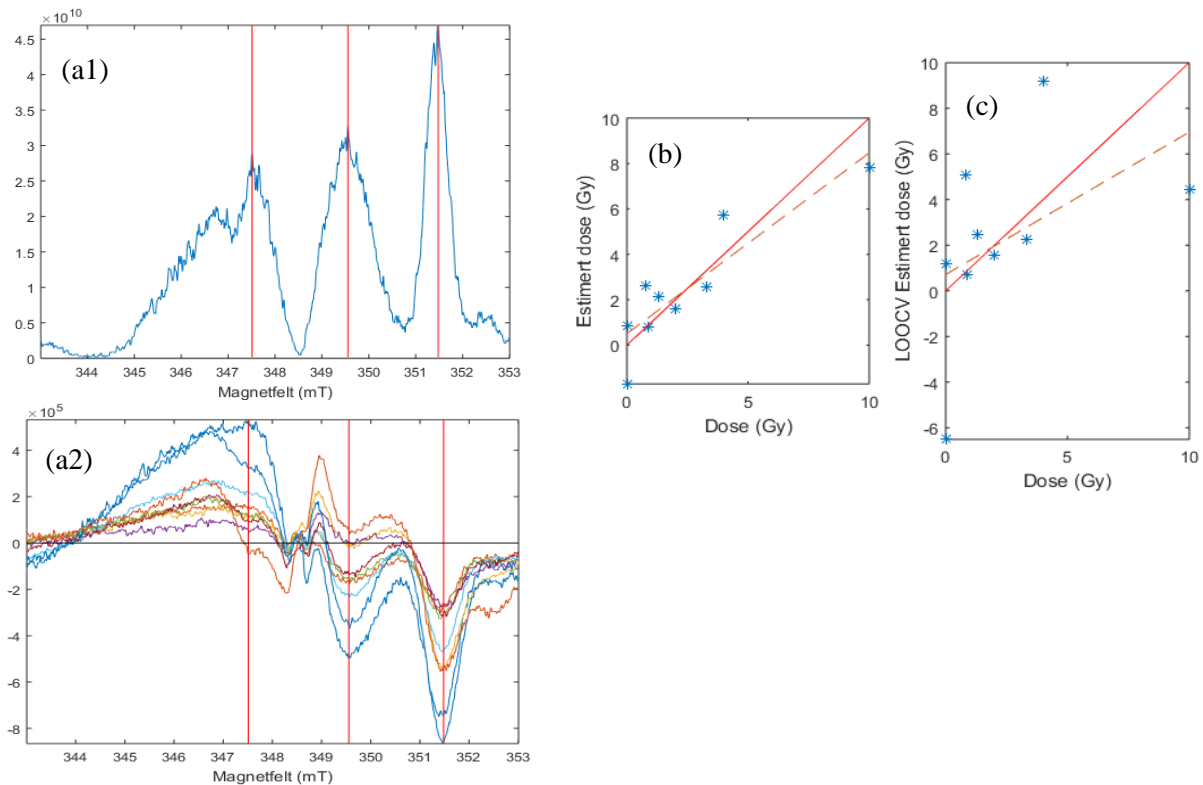 ×10^10
4.5
(a1)
4
3.5
3
2.5
2
1.5
1
0.5
0
344 345 346 347 348 349 350 351 352 353
Magnetfelt (mT)
×10^5
4
(a2)
2
0
-2
-4
-6
-8
344 345 346 347 348 349 350 351 352 353
Magnetfelt (mT)
10
(b)
8
6
4
2
0
0 5 10
Estimert dose (Gy)
Dose (Gy)
10
(c)
8
6
4
2
0
-2
-4
-6
0 5 10
LOOCV Estimert dose (Gy)
Dose (Gy)